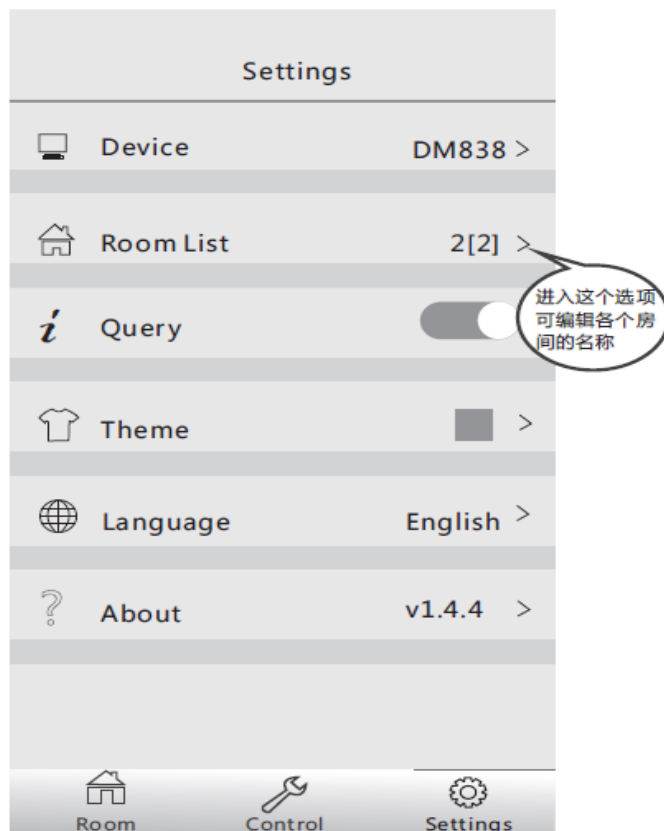 Settings
Device DM838 >
Room List 2[2] >
进入这个选项
可编辑各个房
间的名称
Query
Theme >
Language English >
About v1.4.4 >
Room Control Settings